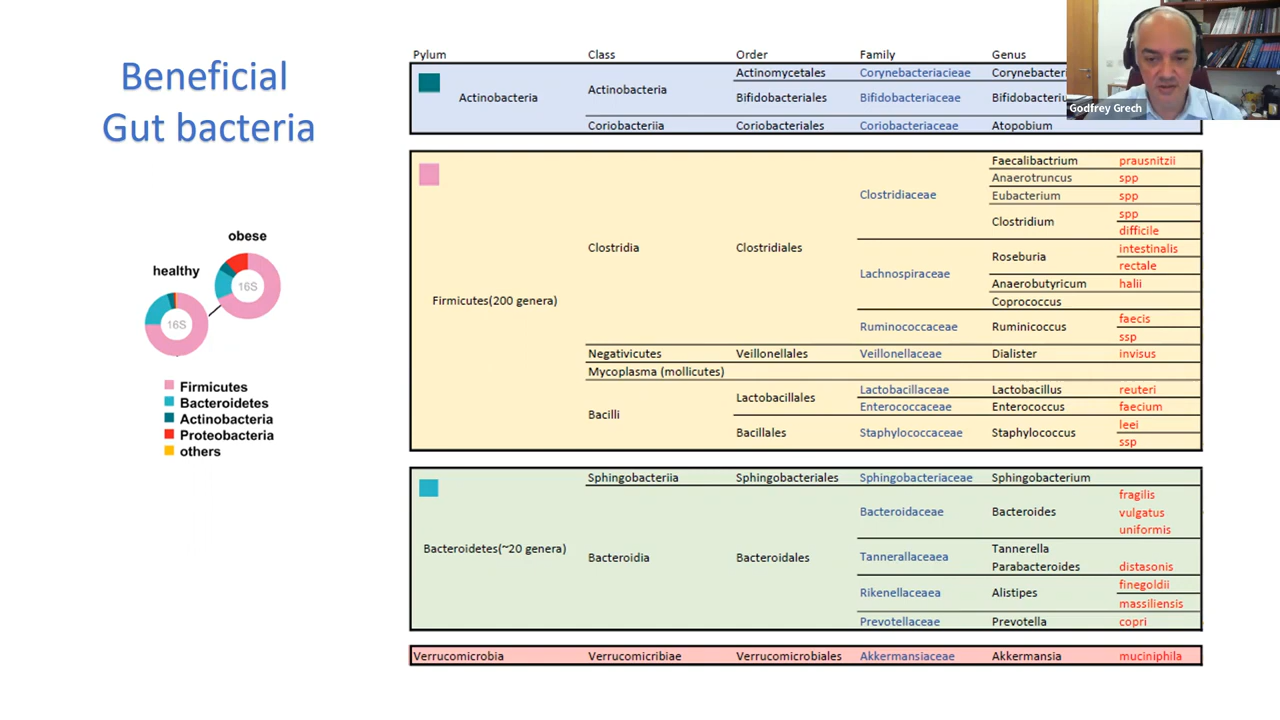 Beneficial
Gut bacteria
obese
16S
healthy
16S
Firmicutes
Bacteroidetes
Actinobacteria
Proteobacteria
others
Pylum Class Order Family Genus
Actinobacteria
Actinobacteria
Actinomycetales Corynebacteriacieae
Bifidobacteriales Bifidobacteriaceae
Coriobacteriia Coriobacteriales Coriobacteriaceae Atopobium
Godfrey Grech
Firmicutes(200 genera)
Clostridia Clostridiales
Clostridiaceae
Faecalibactrium prausnitzii
Anaerotruncus spp
Eubacterium spp
Clostridium
spp
difficile
Lachnospiraceae
Roseburia
intestinalis
rectale
Anaerobutyricum halii
Coprococcus
Ruminococcaceae Ruminicoccus
faecis
ssp
Negativicutes Veillonellales Veillonellaceae Dialister invisus
Mycoplasma (mollicutes)
Bacilli
Lactobacillales
Lactobacillaceae Lactobacillus reuteri
Enterococcaceae Enterococcus faecium
Bacillales Staphylococcaceae Staphylococcus
leei
ssp
Bacteroidetes(~20 genera)
Sphingobacteriia Sphingobacteriales Sphingobacteriaceae Sphingobacterium
Bacteroidia Bacteroidales
Bacteroidaceae Bacteroides
fragilis
vulgatus
uniformis
Tannerallaceaea
Tannerella
Parabacteroides distasonis
Rikenellaceaea Alistipes
finegoldii
massiliensis
Prevotellaceae Prevotella copri
Verrucomicrobia Verrucomicribiae Verrucomicrobiales Akkermansiaceae Akkermansia muciniphila